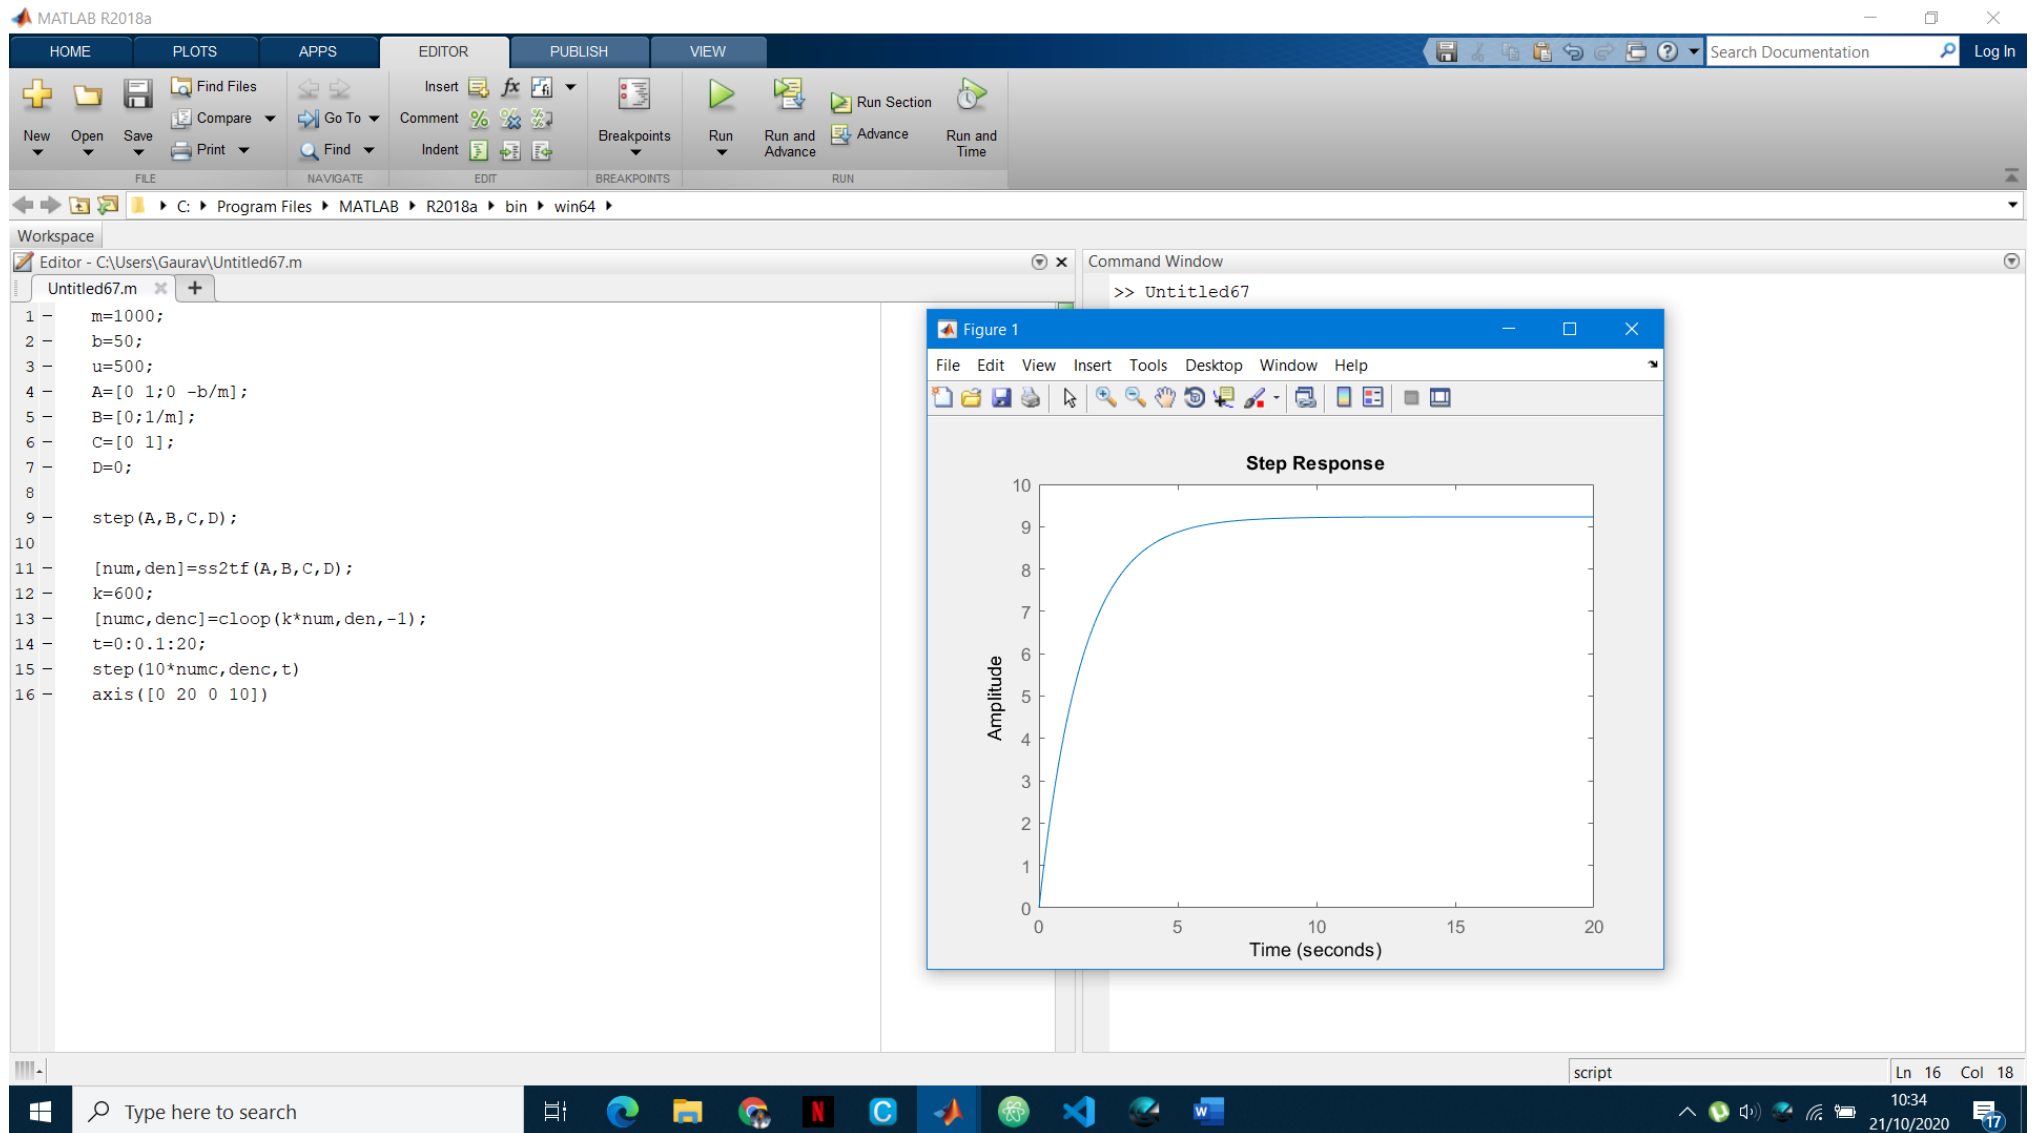 MATLAB R2018a
HOME PLOTS APPS EDITOR PUBLISH VIEW
Search Documentation
Log In
New
Open
Save
Find Files
Compare
Print
FILE
Go To
Find
NAVIGATE
Insert fx fi
Comment
Indent
EDIT
Breakpoints
BREAKPOINTS
Run
Run and Advance
Run Section
Advance
Run and Time
RUN
C: Program Files MATLAB R2018a bin win64
Workspace
Editor - C:\Users\Gaurav\Untitled67.m
Untitled67.m
1 - m=1000;
2 - b=50;
3 - u=500;
4 - A=[0 1;0 -b/m];
5 - B=[0;1/m];
6 - C=[0 1];
7 - D=0;
8
9 - step(A,B,C,D);
10
11 - [num,den]=ss2tf(A,B,C,D);
12 - k=600;
13 - [numc,denc]=cloop(k*num,den,-1);
14 - t=0:0.1:20;
15 - step(10*numc,denc,t)
16 - axis([0 20 0 10])
Command Window
>> Untitled67
Figure 1
File Edit View Insert Tools Desktop Window Help
Step Response
10
9
8
7
6
5
4
3
2
1
0
Amplitude
0 5 10 15 20
Time (seconds)
script
Ln 16 Col 18
Type here to search
N
C
W
10:34
21/10/2020
17